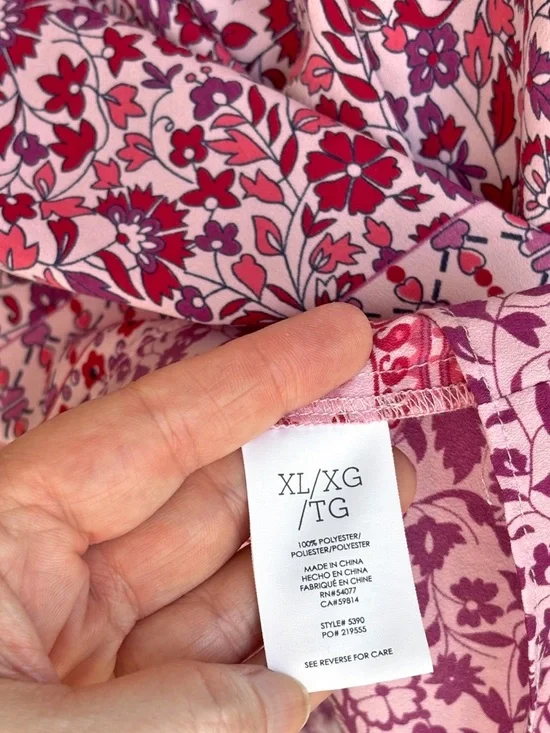 XL/XG
/TG
100% POLYESTER/
POLIESTER/POLYESTER
MADE IN CHINA
HECHO EN CHINA
FABRIQUÉ EN CHINE
RN#54077
CA#59814
STYLE# 5390
PO# 219555
SEE REVERSE FOR CARE